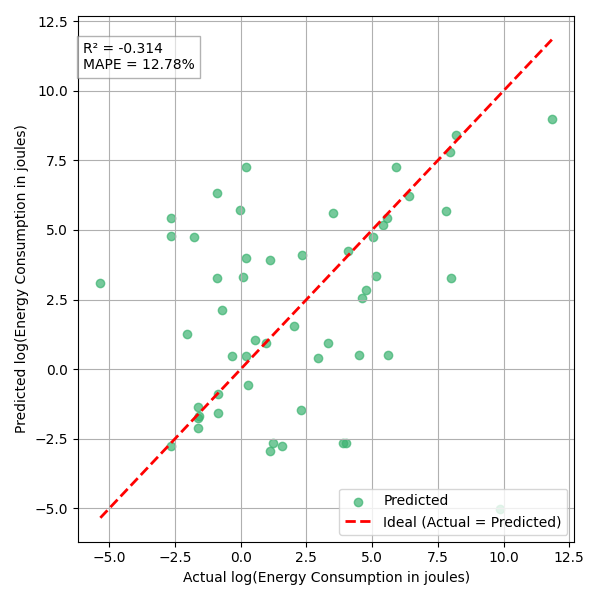 12.5
10.0
7.5
5.0
2.5
0.0
−2.5
−5.0
Predicted log(Energy Consumption in joules)
R² = -0.314
MAPE = 12.78%
Predicted
Ideal (Actual = Predicted)
−5.0 −2.5 0.0 2.5 5.0 7.5 10.0 12.5
Actual log(Energy Consumption in joules)